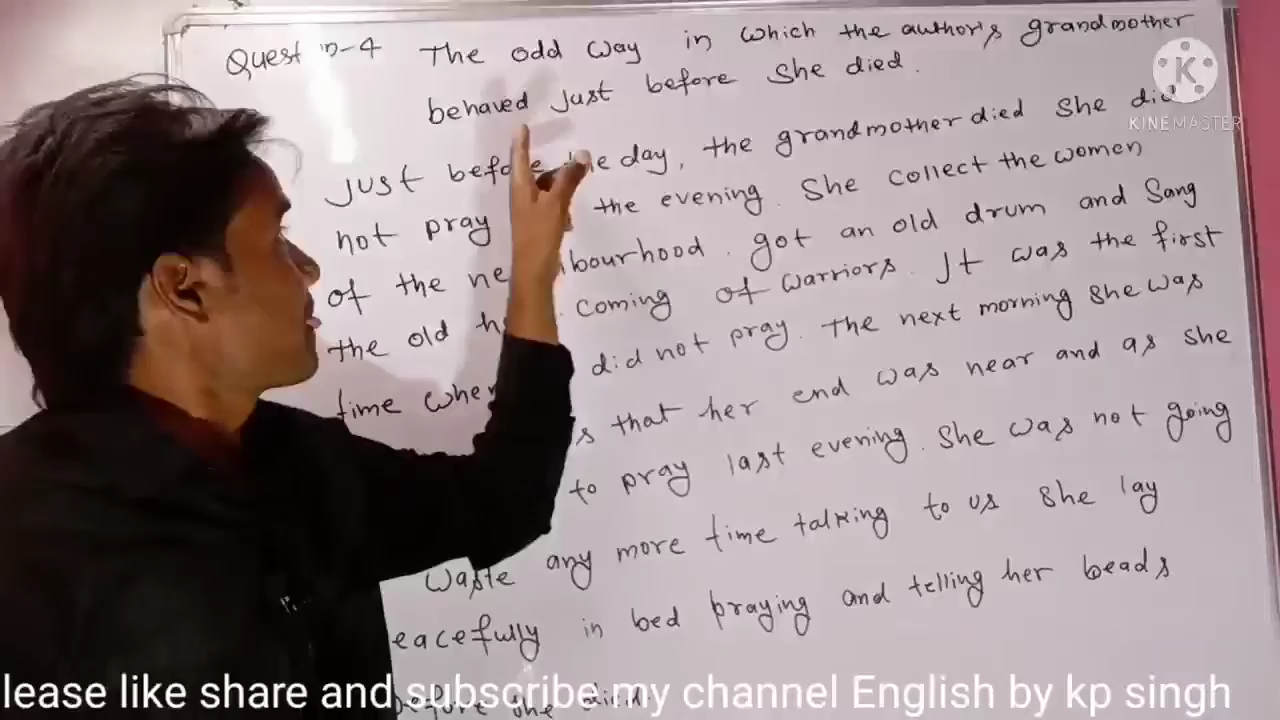 Quest n-4 The odd way in which the author's grandmother
behaved just before she died.
Just before day, the grandmother died she did
not pray the evening. She collect the women
of the bourhood. got an old drum and Sang
the old coming of warriors. It was the first
time when did not pray. The next morning she was
that her end was near and as she
to pray last evening. She was not going
waste any more time talking to us she lay
eacefully in bed praying and telling her beads
before she died.
KINEMASTER
lease like share and subscribe my channel English by kp singh